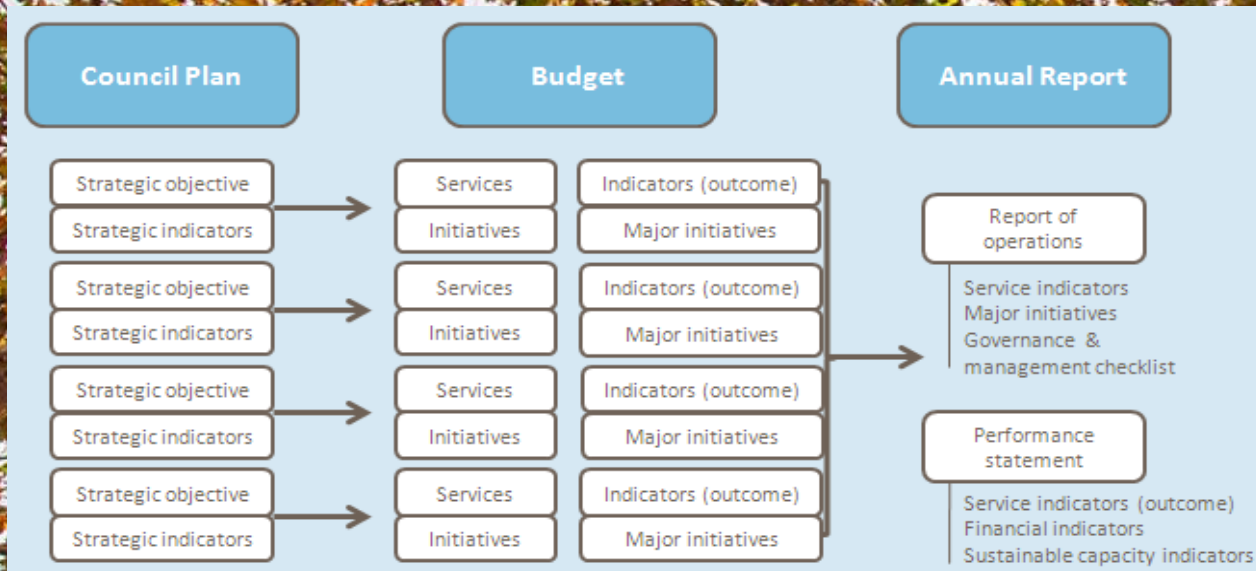 Council Plan
Budget
Annual Report
Strategic objective
Strategic indicators
Strategic objective
Strategic indicators
Strategic objective
Strategic indicators
Strategic objective
Strategic indicators
Services
Initiatives
Services
Initiatives
Services
Initiatives
Services
Initiatives
Indicators (outcome)
Major initiatives
Indicators (outcome)
Major initiatives
Indicators (outcome)
Major initiatives
Indicators (outcome)
Major initiatives
Report of
operations
Service indicators
Major initiatives
Governance &
management checklist
Performance
statement
Service indicators (outcome)
Financial indicators
Sustainable capacity indicators